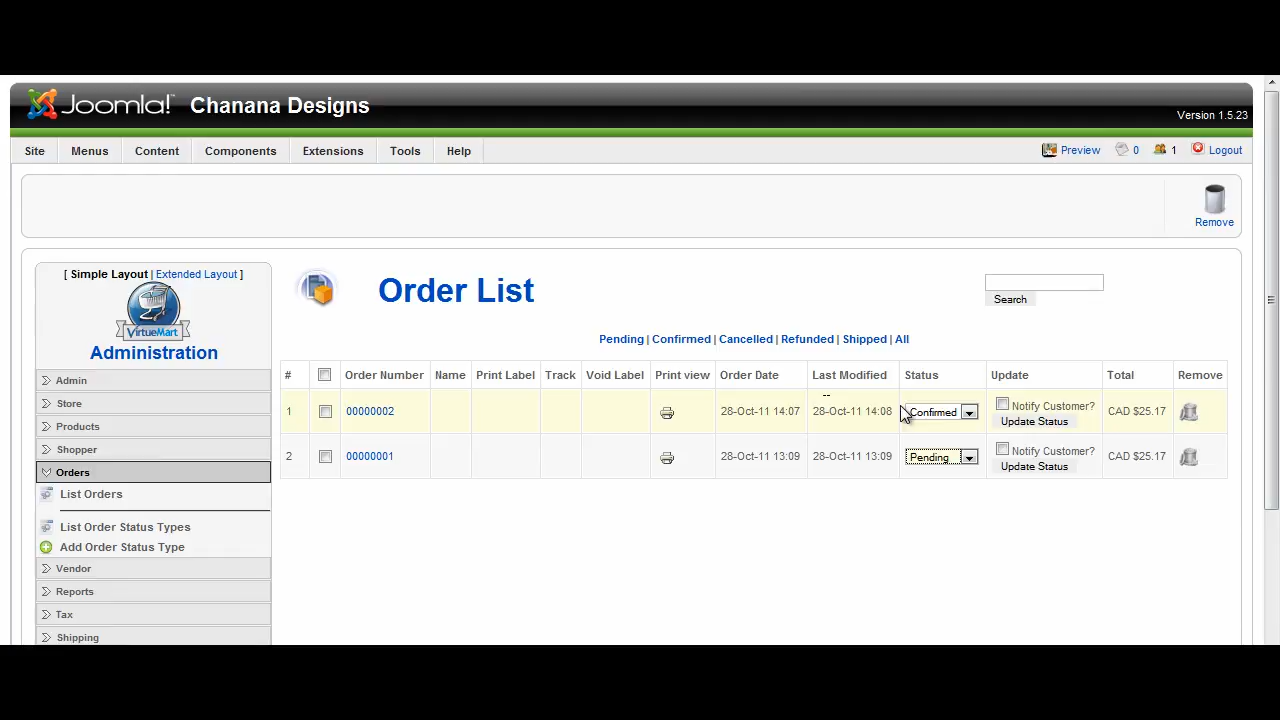 Joomla! Chanana Designs
Version 1.5.23
Site Menus Content Components Extensions Tools Help Preview 0 1 Logout
Remove
[ Simple Layout | Extended Layout ]
VirtueMart
Administration
Admin
Store
Products
Shopper
Orders
List Orders
List Order Status Types
Add Order Status Type
Vendor
Reports
Tax
Shipping
Order List
Search
Pending | Confirmed | Cancelled | Refunded | Shipped | All
# Order Number Name Print Label Track Void Label Print view Order Date Last Modified Status Update Total Remove
--
1 00000002 28-Oct-11 14:07 28-Oct-11 14:08 Confirmed Notify Customer? CAD $25.17
Update Status
2 00000001 28-Oct-11 13:09 28-Oct-11 13:09 Pending Notify Customer? CAD $25.17
Update Status